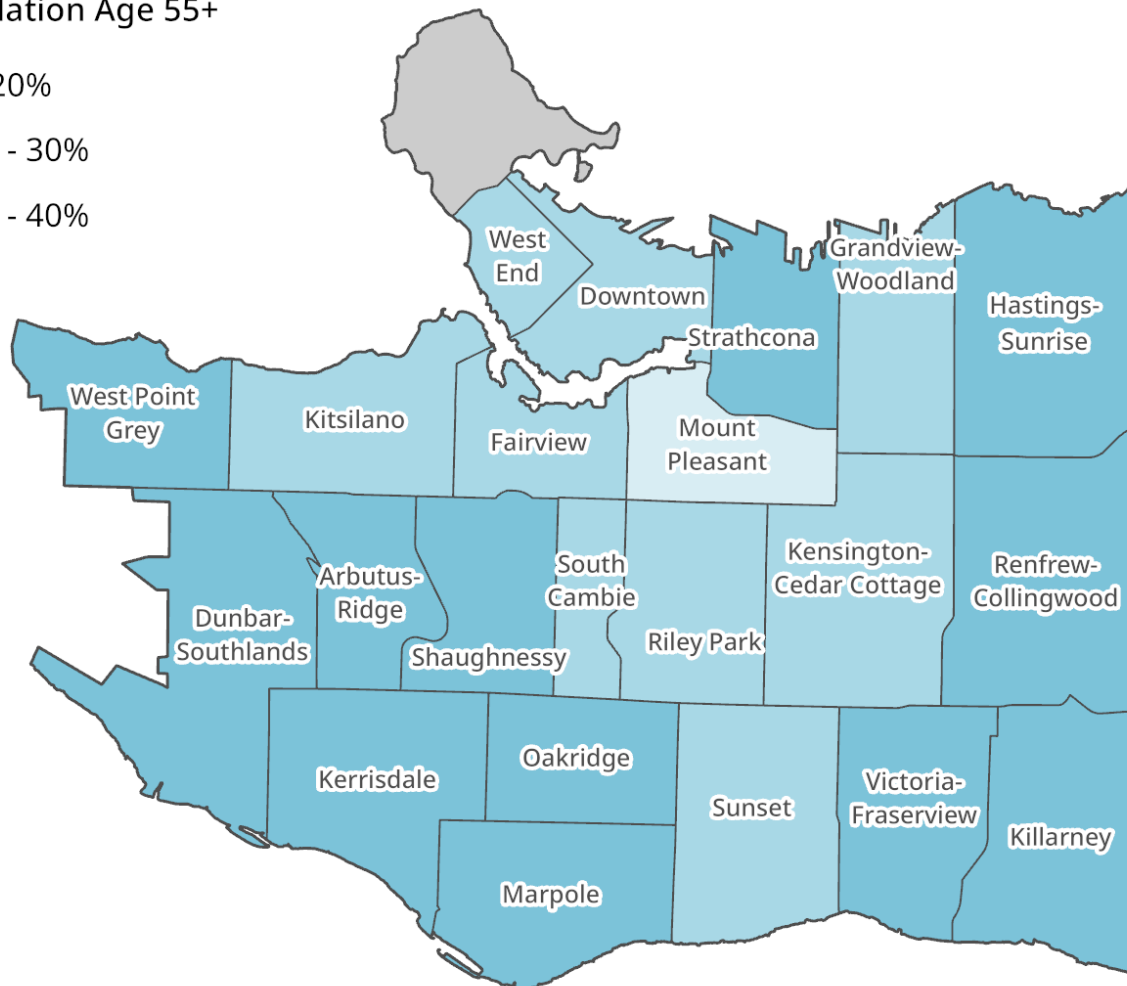 lation Age 55+
20%
- 30%
- 40%
West
End
Downtown
Strathcona
Grandview-
Woodland
Hastings-
Sunrise
West Point
Grey
Kitsilano
Fairview
Mount
Pleasant
Dunbar-
Southlands
Arbutus-
Ridge
Shaughnessy
South
Cambie
Riley Park
Kensington-
Cedar Cottage
Renfrew-
Collingwood
Kerrisdale
Oakridge
Marpole
Sunset
Victoria-
Fraserview
Killarney